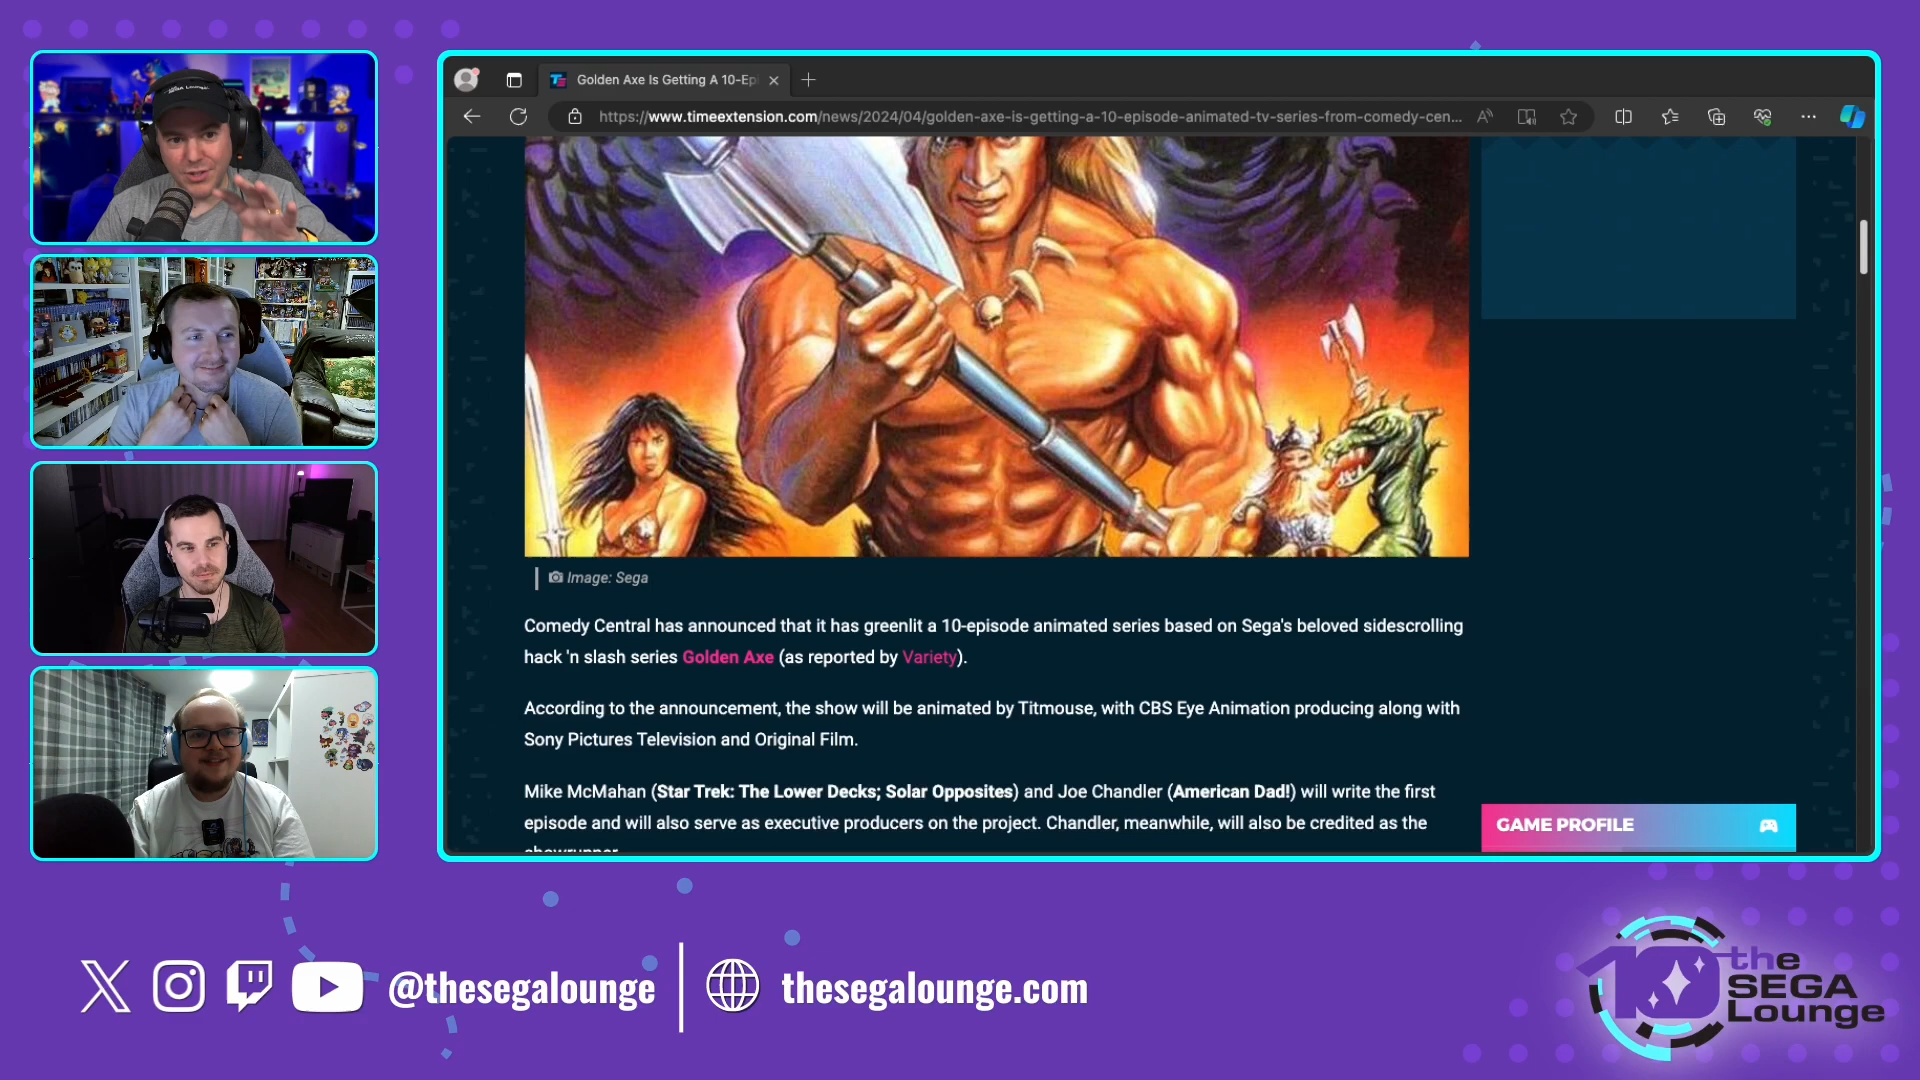 Golden Axe Is Getting A 10-Epi
https://www.timeextension.com/news/2024/04/golden-axe-is-getting-a-10-episode-animated-tv-series-from-comedy-cen...
Image: Sega
Comedy Central has announced that it has greenlit a 10-episode animated series based on Sega's beloved sidescrolling
hack 'n slash series Golden Axe (as reported by Variety).
According to the announcement, the show will be animated by Titmouse, with CBS Eye Animation producing along with
Sony Pictures Television and Original Film.
Mike McMahan (Star Trek: The Lower Decks; Solar Opposites) and Joe Chandler (American Dad!) will write the first
episode and will also serve as executive producers on the project. Chandler, meanwhile, will also be credited as the
showrunner.
GAME PROFILE
@thesegalounge
thesegalounge.com
10 the
SEGA
Lounge